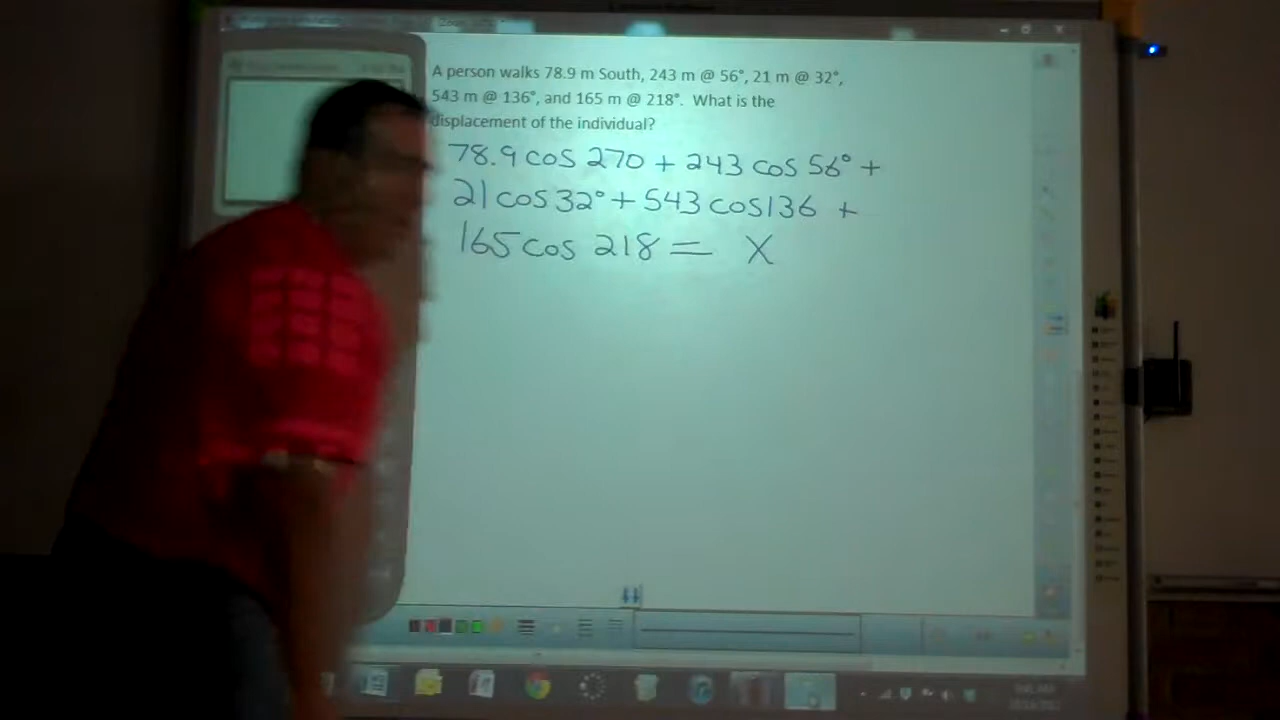 A person walks 78.9 m South, 243 m @ 56°, 21 m @ 32°,
543 m @ 136°, and 165 m @ 218°. What is the
displacement of the individual?
78.9 cos 270 + 243 cos 56° +
21 cos 32° + 543 cos 136 +
165 cos 218 = X